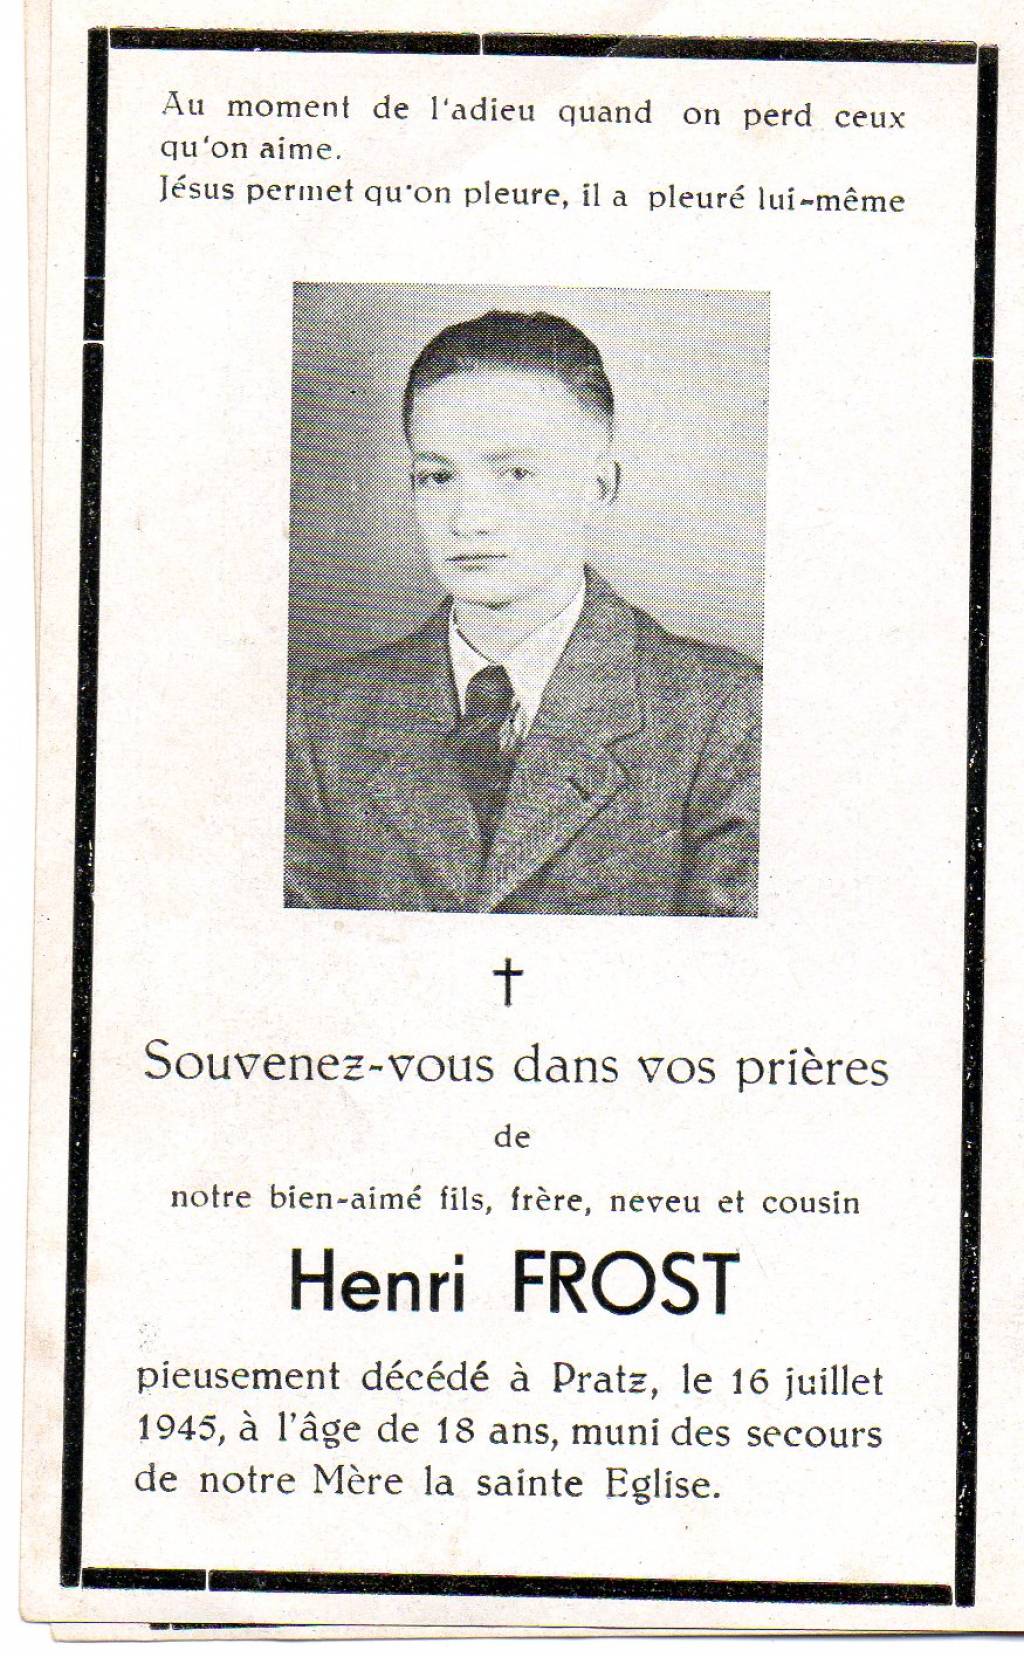 Au moment de l'adieu quand on perd ceux
qu'on aime.
Jésus permet qu'on pleure, il a pleuré lui-même
Souvenez-vous dans vos prières
de
notre bien-aimé fils, frère, neveu et cousin
Henri FROST
pieusement décédé à Pratz, le 16 juillet
1945, à l'âge de 18 ans, muni des secours
de notre Mère la sainte Eglise.